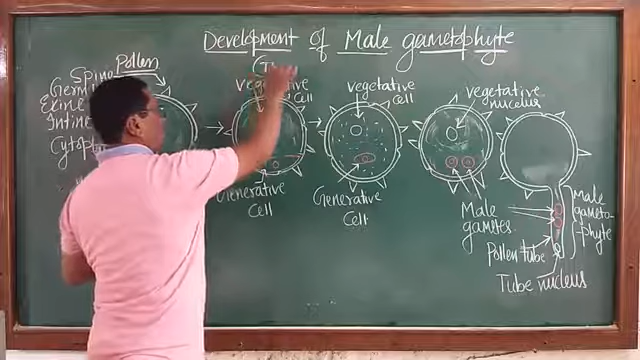 Development of Male gametophyte
Pollen
Spine
Exine
Intine
Vegetative
Cell
Generative
Cell
vegetative
cell
Generative
Cell
vegetative
nucleus
Male
gametes
Male
gameto-
phyte
Pollen tube
Tube nucleus